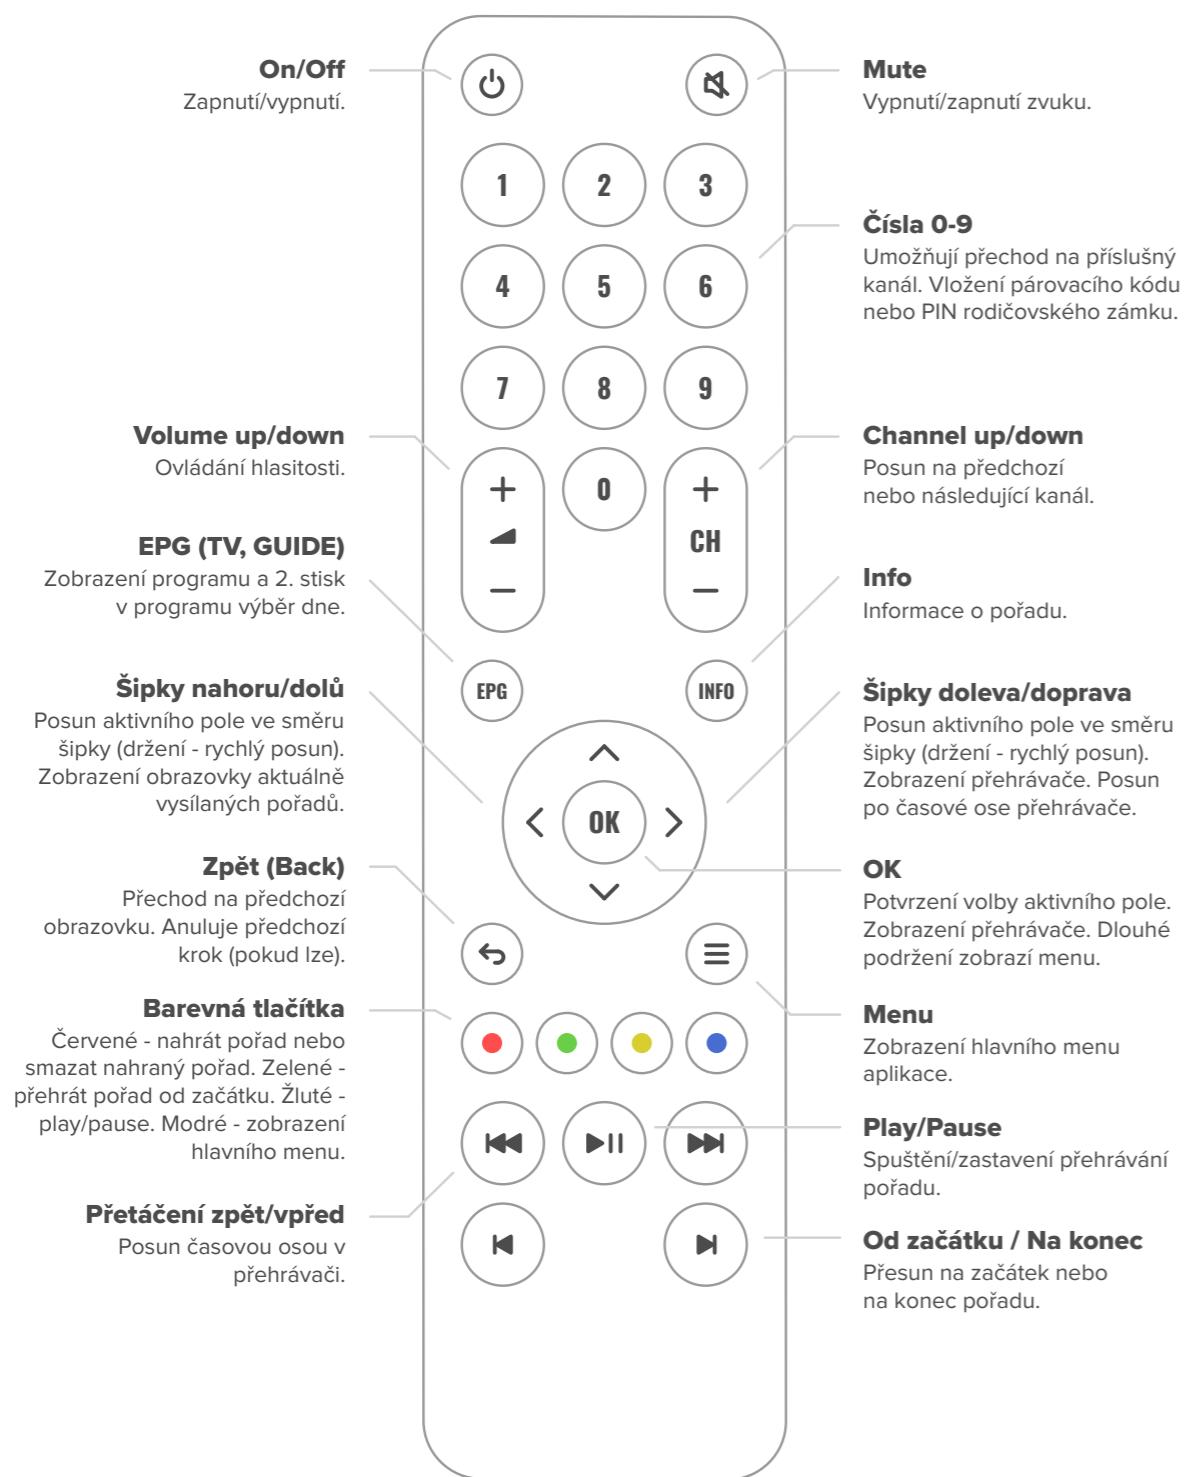 On/Off
Zapnutí/vypnutí.
Mute
Vypnutí/zapnutí zvuku.
1
2
3
Čísla 0-9
Umožňují přechod na příslušný
kanál. Vložení párovacího kódu
nebo PIN rodičovského zámku.
4
5
6
7
8
9
Volume up/down
Ovládání hlasitosti.
0
CH
Channel up/down
Posun na předchozí
nebo následující kanál.
EPG (TV, GUIDE)
Zobrazení programu a 2. stisk
v programu výběr dne.
Info
Informace o pořadu.
EPG
INFO
Šipky nahoru/dolů
Posun aktivního pole ve směru
šipky (držení - rychlý posun).
Zobrazení obrazovky aktuálně
vysílaných pořadů.
OK
Šipky doleva/doprava
Posun aktivního pole ve směru
šipky (držení - rychlý posun).
Zobrazení přehrávače. Posun
po časové ose přehrávače.
Zpět (Back)
Přechod na předchozí
obrazovku. Anuluje předchozí
krok (pokud lze).
OK
Potvrzení volby aktivního pole.
Zobrazení přehrávače. Dlouhé
podržení zobrazí menu.
Barevná tlačítka
Červené - nahrát pořad nebo
smazat nahraný pořad. Zelené -
přehrát pořad od začátku. Žluté -
play/pause. Modré - zobrazení
hlavního menu.
Menu
Zobrazení hlavního menu
aplikace.
Play/Pause
Spuštění/zastavení přehrávání
pořadu.
Přetáčení zpět/vpřed
Posun časovou osou v
přehrávači.
Od začátku / Na konec
Přesun na začátek nebo
na konec pořadu.